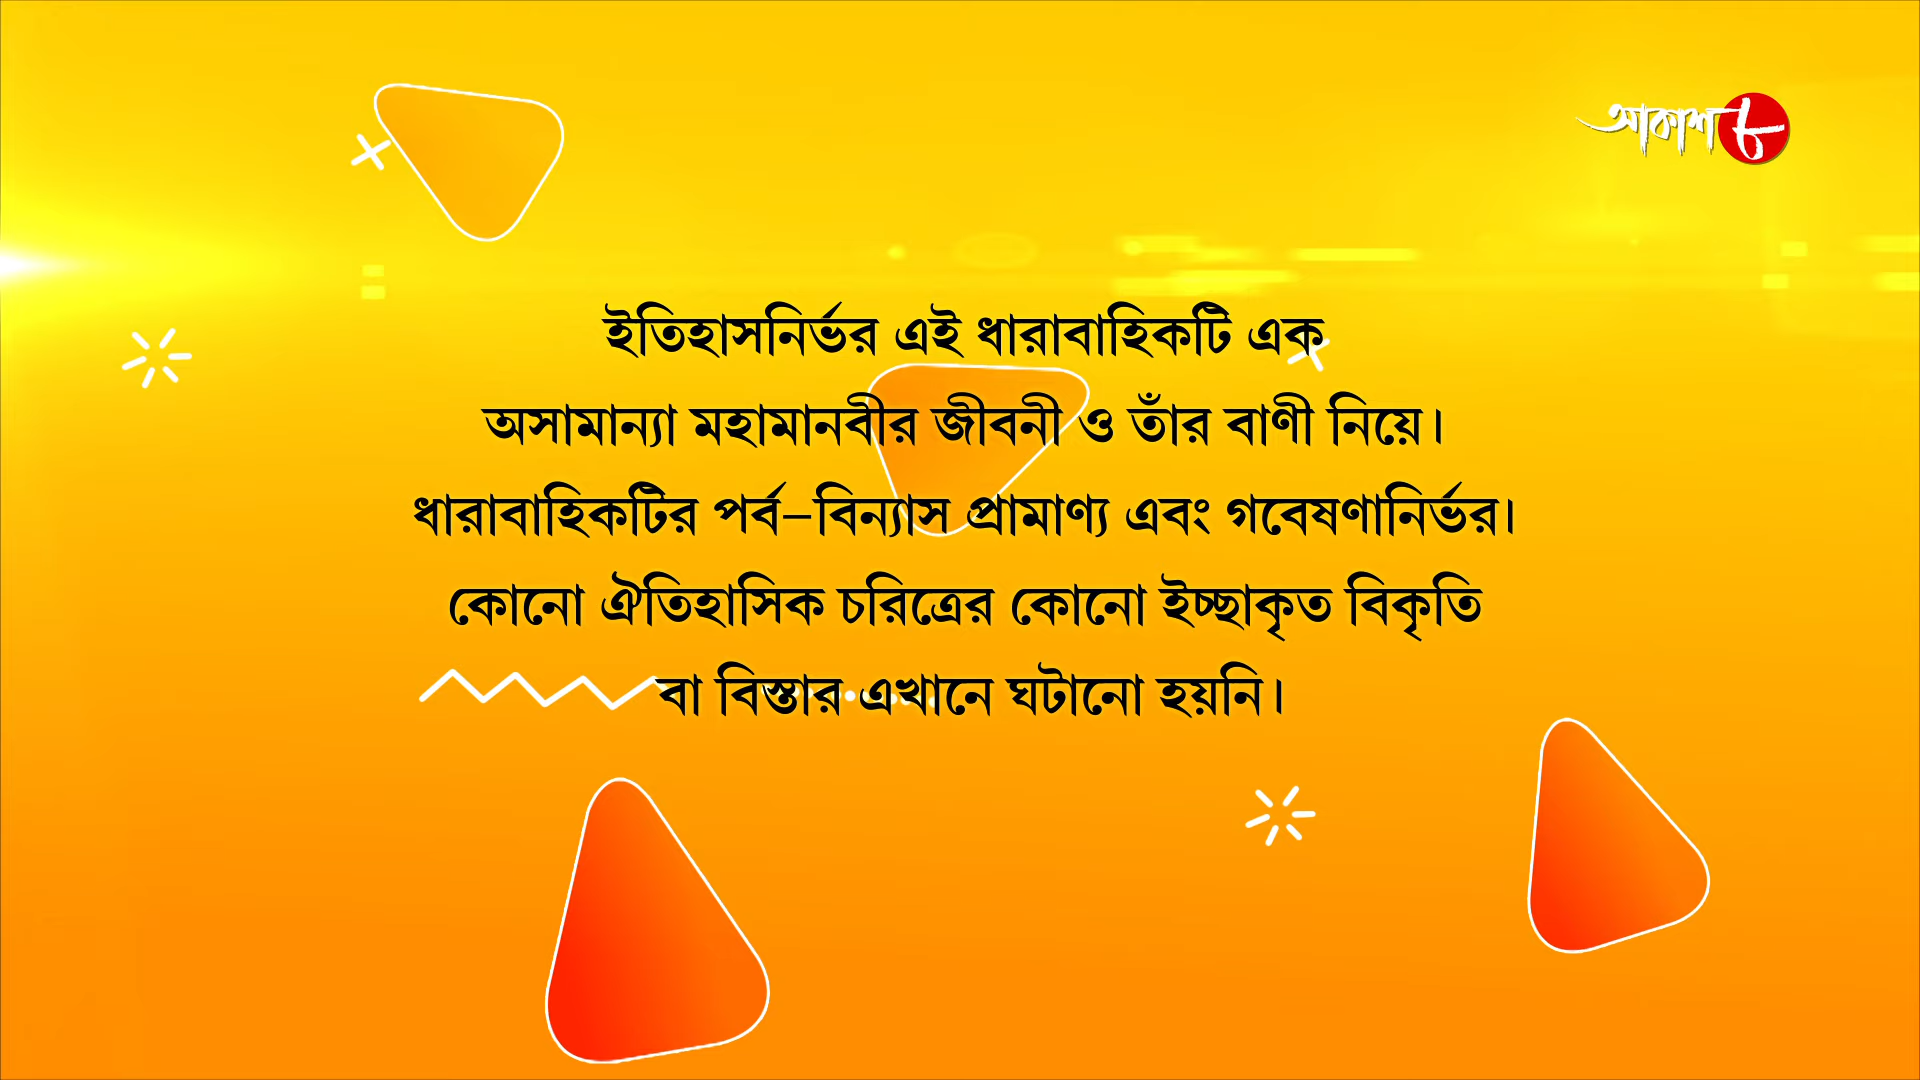 আকাশ ৮
ইতিহাসনির্ভর এই ধারাবাহিকটি এক
অসামান্যা মহামানবীর জীবনী ও তাঁর বাণী নিয়ে।
ধারাবাহিকটির পর্ব–বিন্যাস প্রামাণ্য এবং গবেষণানির্ভর।
কোনো ঐতিহাসিক চরিত্রের কোনো ইচ্ছাকৃত বিকৃতি
বা বিস্তার এখানে ঘটানো হয়নি।